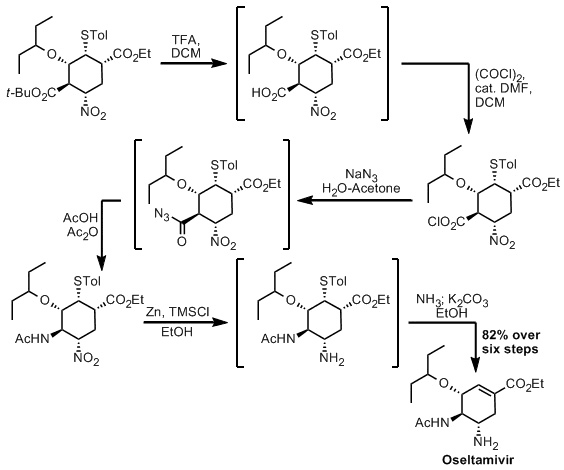 STol
O
CO₂Et
t-BuO₂C
NO₂
TFA,
DCM
STol
O
CO₂Et
HO₂C
NO₂
(COCl)₂,
cat. DMF,
DCM
STol
O
CO₂Et
ClO₂C
NO₂
NaN₃
H₂O-Acetone
STol
O
CO₂Et
N₃
O
NO₂
AcOH
Ac₂O
STol
O
CO₂Et
AcHN
NO₂
Zn, TMSCl
EtOH
STol
O
CO₂Et
AcHN
NH₂
NH₃; K₂CO₃
EtOH
82% over
six steps
O
CO₂Et
AcHN
NH₂
Oseltamivir